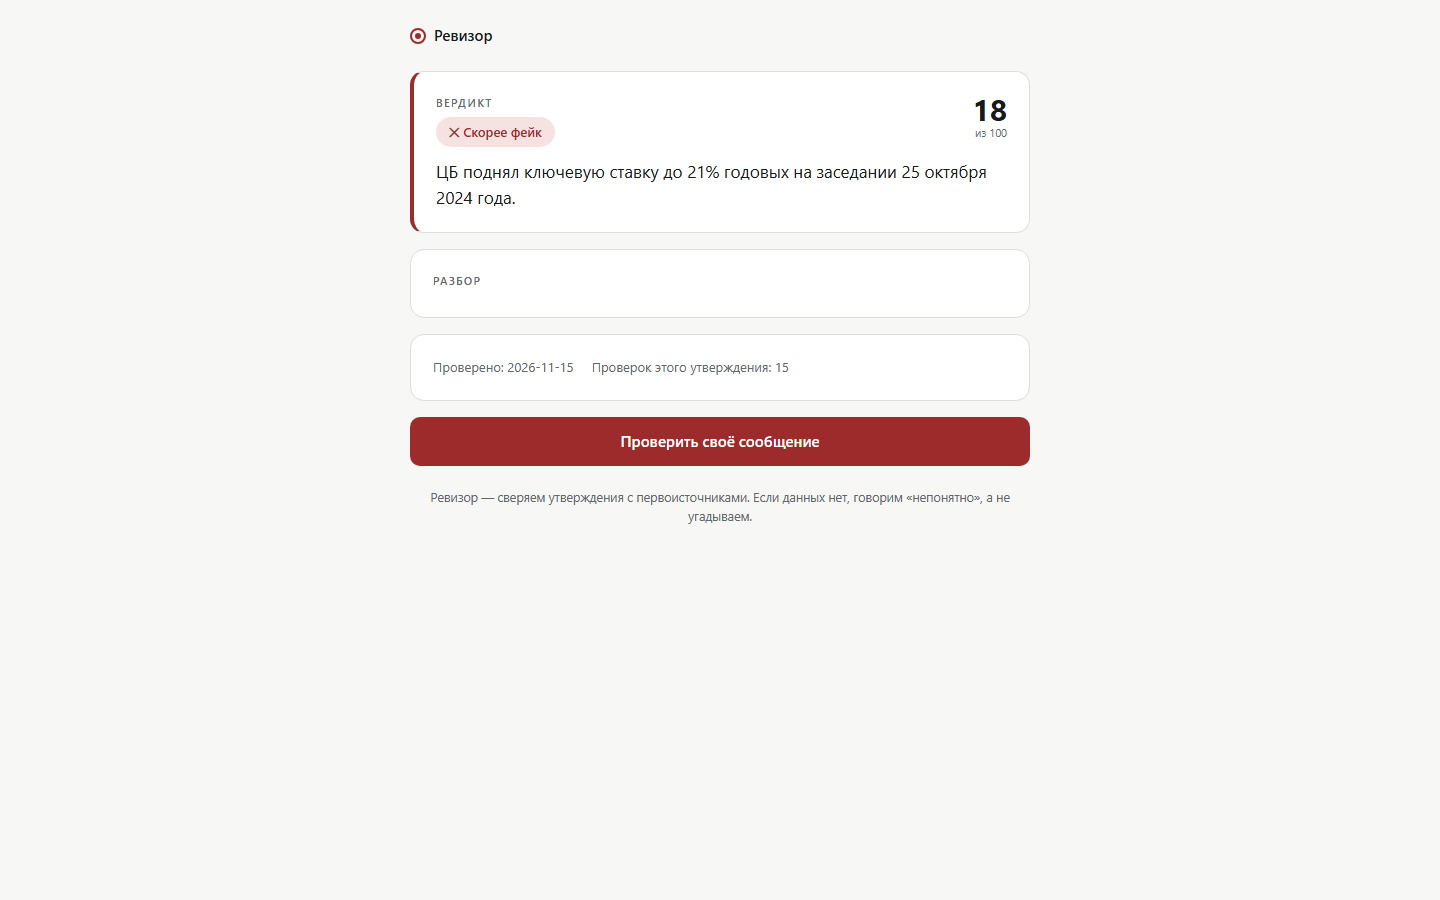 Ревизор
ВЕРДИКТ
Скорее фейк
18
из 100
ЦБ поднял ключевую ставку до 21% годовых на заседании 25 октября
2024 года.
РАЗБОР
Проверено: 2026-11-15 Проверок этого утверждения: 15
Проверить своё сообщение
Ревизор — сверяем утверждения с первоисточниками. Если данных нет, говорим «непонятно», а не
угадываем.